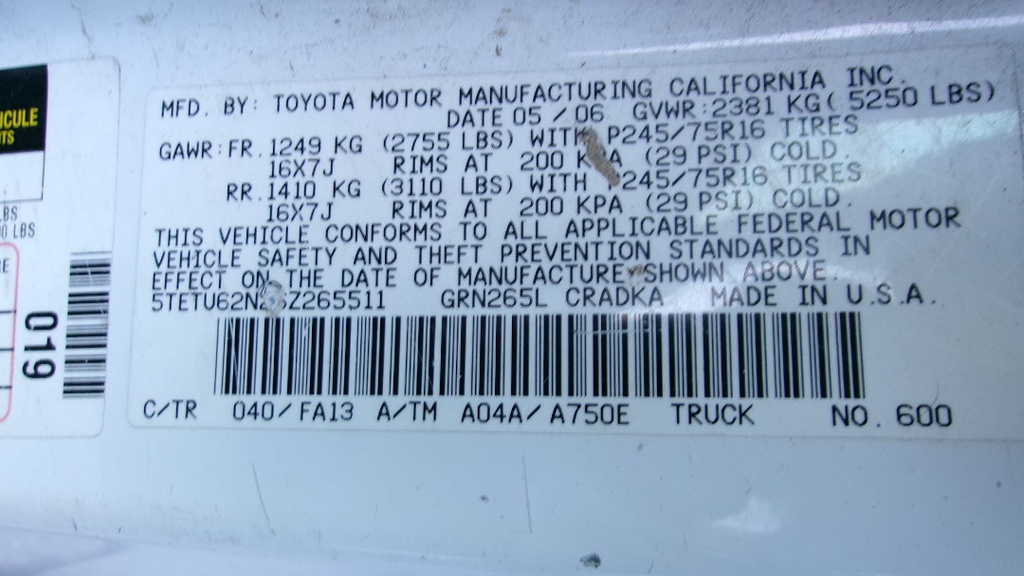 MFD. BY: TOYOTA MOTOR MANUFACTURING CALIFORNIA INC.
DATE 05/06 GVWR:2381 KG( 5250 LBS)
GAWR:FR. 1249 KG (2755 LBS) WITH P245/75R16 TIRES
16X7J RIMS AT 200 KPA (29 PSI) COLD.
RR. 1410 KG (3110 LBS) WITH P245/75R16 TIRES
16X7J RIMS AT 200 KPA (29 PSI) COLD.
THIS VEHICLE CONFORMS TO ALL APPLICABLE FEDERAL MOTOR
VEHICLE SAFETY AND THEFT PREVENTION STANDARDS IN
EFFECT ON THE DATE OF MANUFACTURE SHOWN ABOVE.
GRN265L CRADKA MADE IN U.S.A.
C/TR 040/FA13 A/TM A04A/A750E TRUCK NO. 600
LBS
LBS
019